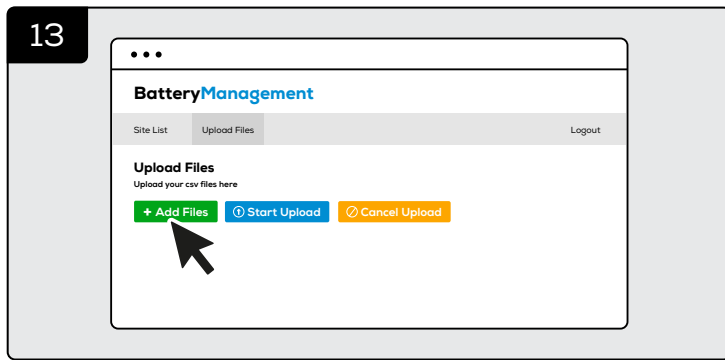 13
BatteryManagement
Site List Upload Files Logout
Upload Files
Upload your csv files here
+ Add Files Start Upload Cancel Upload